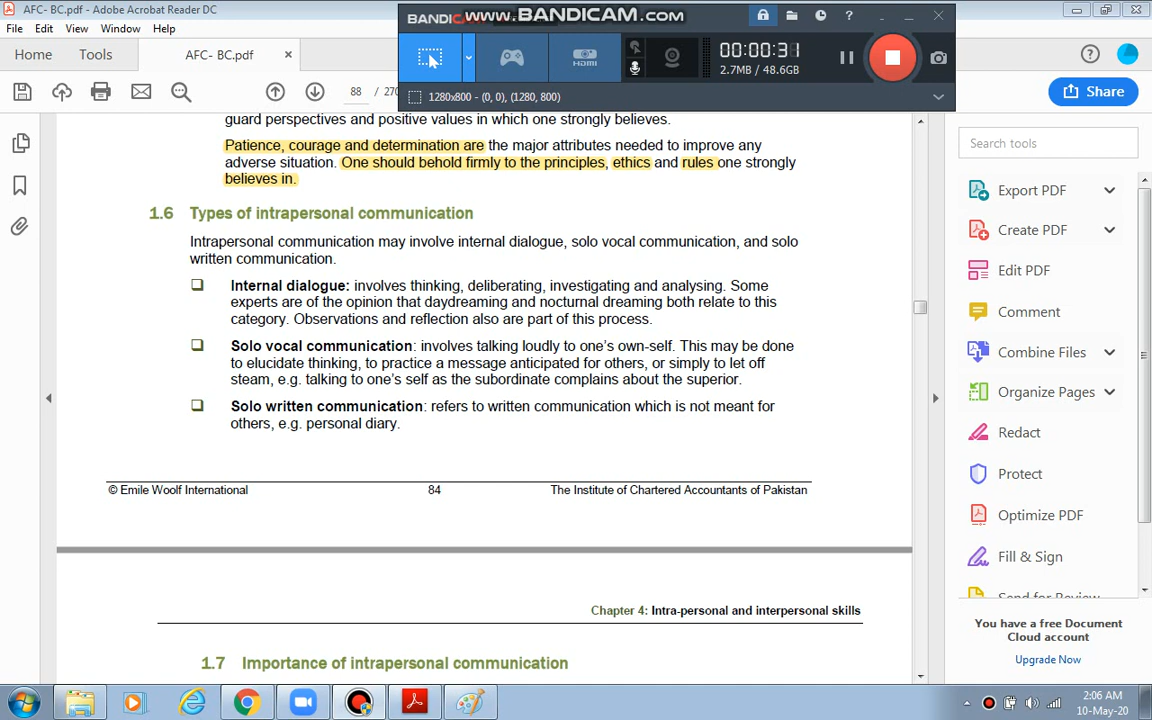 AFC- BC.pdf - Adobe Acrobat Reader DC
BANDICAM
www.BANDICAM.COM
File Edit View Window Help
00:00:31
2.7MB / 48.6GB
HDMI
Home Tools AFC- BC.pdf
1280x800 - (0, 0), (1280, 800)
88 / 270
Share
guard perspectives and positive values in which one strongly believes.
Patience, courage and determination are the major attributes needed to improve any
adverse situation. One should behold firmly to the principles, ethics and rules one strongly
believes in.
1.6 Types of intrapersonal communication
Intrapersonal communication may involve internal dialogue, solo vocal communication, and solo
written communication.
Internal dialogue: involves thinking, deliberating, investigating and analysing. Some
experts are of the opinion that daydreaming and nocturnal dreaming both relate to this
category. Observations and reflection also are part of this process.
Solo vocal communication: involves talking loudly to one's own-self. This may be done
to elucidate thinking, to practice a message anticipated for others, or simply to let off
steam, e.g. talking to one's self as the subordinate complains about the superior.
Solo written communication: refers to written communication which is not meant for
others, e.g. personal diary.
© Emile Woolf International 84 The Institute of Chartered Accountants of Pakistan
Chapter 4: Intra-personal and interpersonal skills
1.7 Importance of intrapersonal communication
Search tools
Export PDF
Create PDF
Edit PDF
Comment
Combine Files
Organize Pages
Redact
Protect
Optimize PDF
Fill & Sign
Send for Review
You have a free Document
Cloud account
Upgrade Now
2:06 AM
10-May-20